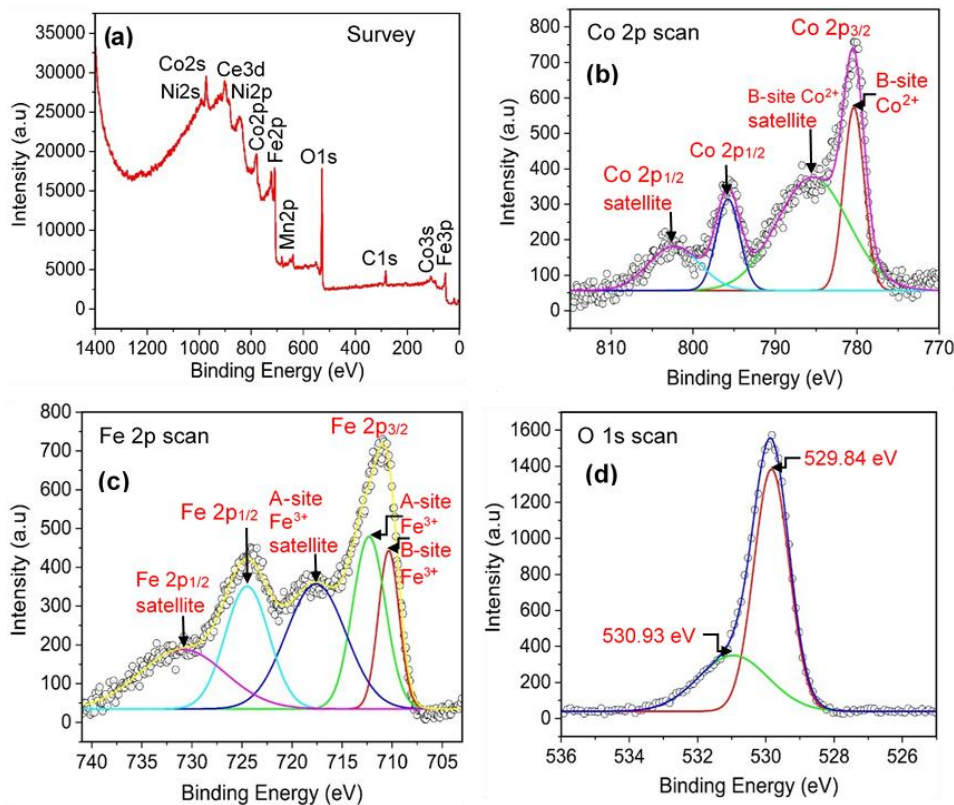 (a)
Survey
Co2s
Ni2s
Ce3d
Ni2p
Co2p
Fe2p
Mn2p
O1s
C1s
Co3s
Fe3p
35000
30000
25000
20000
15000
10000
5000
0
1400 1200 1000 800 600 400 200 0
Intensity (a.u)
Binding Energy (eV)
(b)
Co 2p scan
Co 2p3/2
B-site
Co2+
B-site Co2+
satellite
Co 2p1/2
Co 2p1/2
satellite
800
700
600
500
400
300
200
100
0
810 800 790 780 770
Intensity (a.u)
Binding Energy (eV)
Fe 2p scan
(c)
Fe 2p3/2
A-site
Fe3+
B-site
Fe3+
A-site
Fe3+
satellite
Fe 2p1/2
Fe 2p1/2
satellite
800
700
600
500
400
300
200
100
0
740 733 725 717 710 703
Intensity (a.u)
Binding Energy (eV)
O 1s scan
(d)
529.84 eV
530.93 eV
1600
1400
1200
1000
800
600
400
200
0
536 534 532 530 528 526
Intensity (a.u)
Binding Energy (eV)